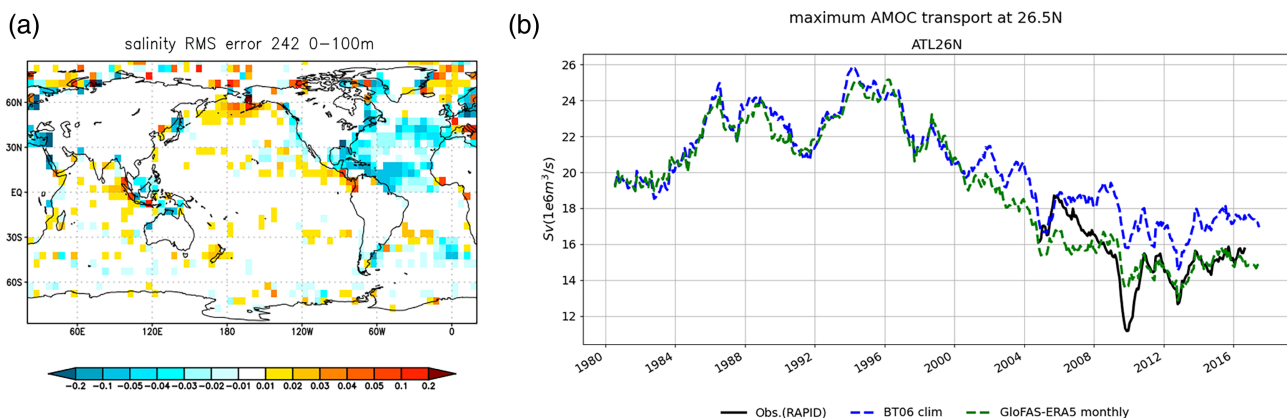 (a)
salinity RMS error 242 0-100m
60N
30N
EQ
30S
60S
60E 120E 180 120W 60W 0
-0.2 -0.05 -0.04 -0.03 -0.02 -0.01 0.01 0.02 0.03 0.04 0.05 0.1 0.2
(b)
maximum AMOC transport at 26.5N
ATL26N
Sv(1e6m³/s)
26
24
22
20
18
16
14
12
1980 1984 1988 1992 1996 2000 2004 2008 2012 2016
Obs.(RAPID) BT06 clim GloFAS-ERA5 monthly